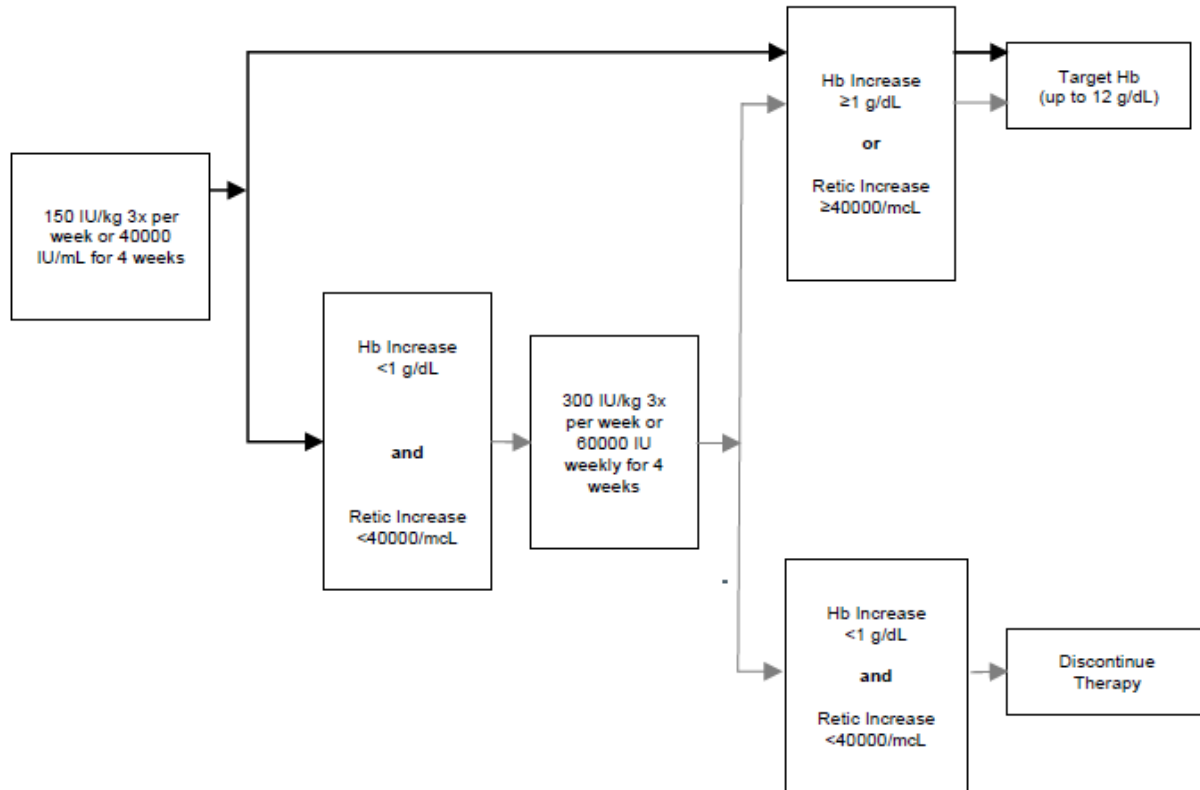 150 IU/kg 3x per
week or 40000
IU/mL for 4 weeks
Hb Increase
<1 g/dL
and
Retic Increase
<40000/mcL
300 IU/kg 3x
per week or
60000 IU
weekly for 4
weeks
Hb Increase
≥1 g/dL
or
Retic Increase
≥40000/mcL
Target Hb
(up to 12 g/dL)
Hb Increase
<1 g/dL
and
Retic Increase
<40000/mcL
Discontinue
Therapy